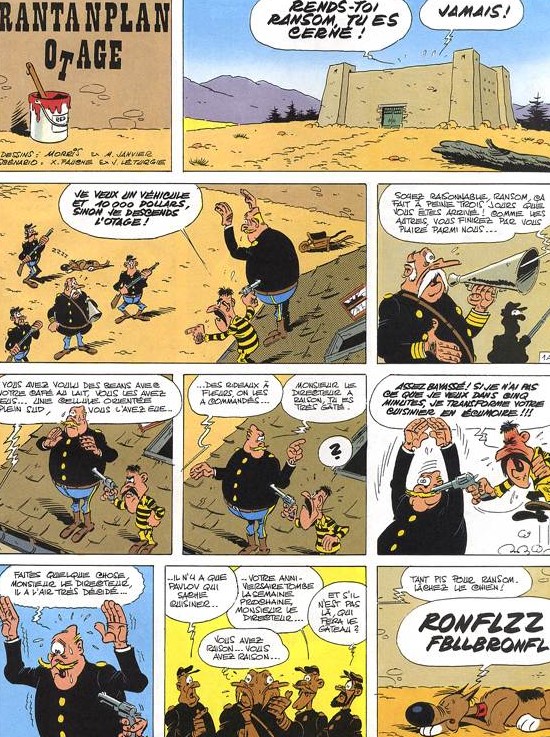 RANTANPLAN
OTAGE
RED
DESSINS : MORRIS & M. JANVIER
SCENARIO : X. FAUCHE & J. LÉTURGIE
RENDS-TOI
RANSOM, TU ES
CERNÉ !
JAMAIS !
JE VEUX UN VÉHICULE
ET 10 000 DOLLARS,
SINON JE DESCENDS
L'OTAGE !
SOYEZ RAISONNABLE, RANSOM, ÇA
FAIT À PEINE TROIS JOURS QUE
VOUS ÊTES ARRIVÉ ! COMME LES
AUTRES, VOUS FINIREZ PAR VOUS
PLAIRE PARMI NOUS...
VOUS AVEZ VOULU DES BEANS AVEC
VOTRE CAFÉ AU LAIT, VOUS LES AVEZ
EUS... UNE CELLULE ORIENTÉE
PLEIN SUD, VOUS L'AVEZ EUE...
...DES RIDEAUX À
FLEURS, ON LES
A COMMANDÉS...
MONSIEUR LE
DIRECTEUR A
RAISON, TU ES
TRÈS GÂTÉ.
?
ASSEZ BAVASSÉ ! SI JE N'AI PAS
CE QUE JE VEUX DANS CINQ
MINUTES, JE TRANSFORME VOTRE
CUISINIER EN ÉCUMOIRE !!!
FAITES QUELQUE CHOSE
MONSIEUR LE DIRECTEUR,
IL A L'AIR TRÈS DÉCIDÉ...
...IL N'Y A QUE
PAVLOV QUI
SACHE
CUISINER...
...VOTRE ANNI-
VERSAIRE TOMBE
LA SEMAINE
PROCHAINE,
MONSIEUR LE
DIRECTEUR...
ET S'IL
N'EST PAS
LÀ, QUI
FERA LE
GÂTEAU ?
VOUS AVEZ
RAISON... VOUS
AVEZ RAISON...
TANT PIS POUR RANSOM.
LÂCHEZ LE CHIEN !
RONFLZZ
FBLLBRONFL